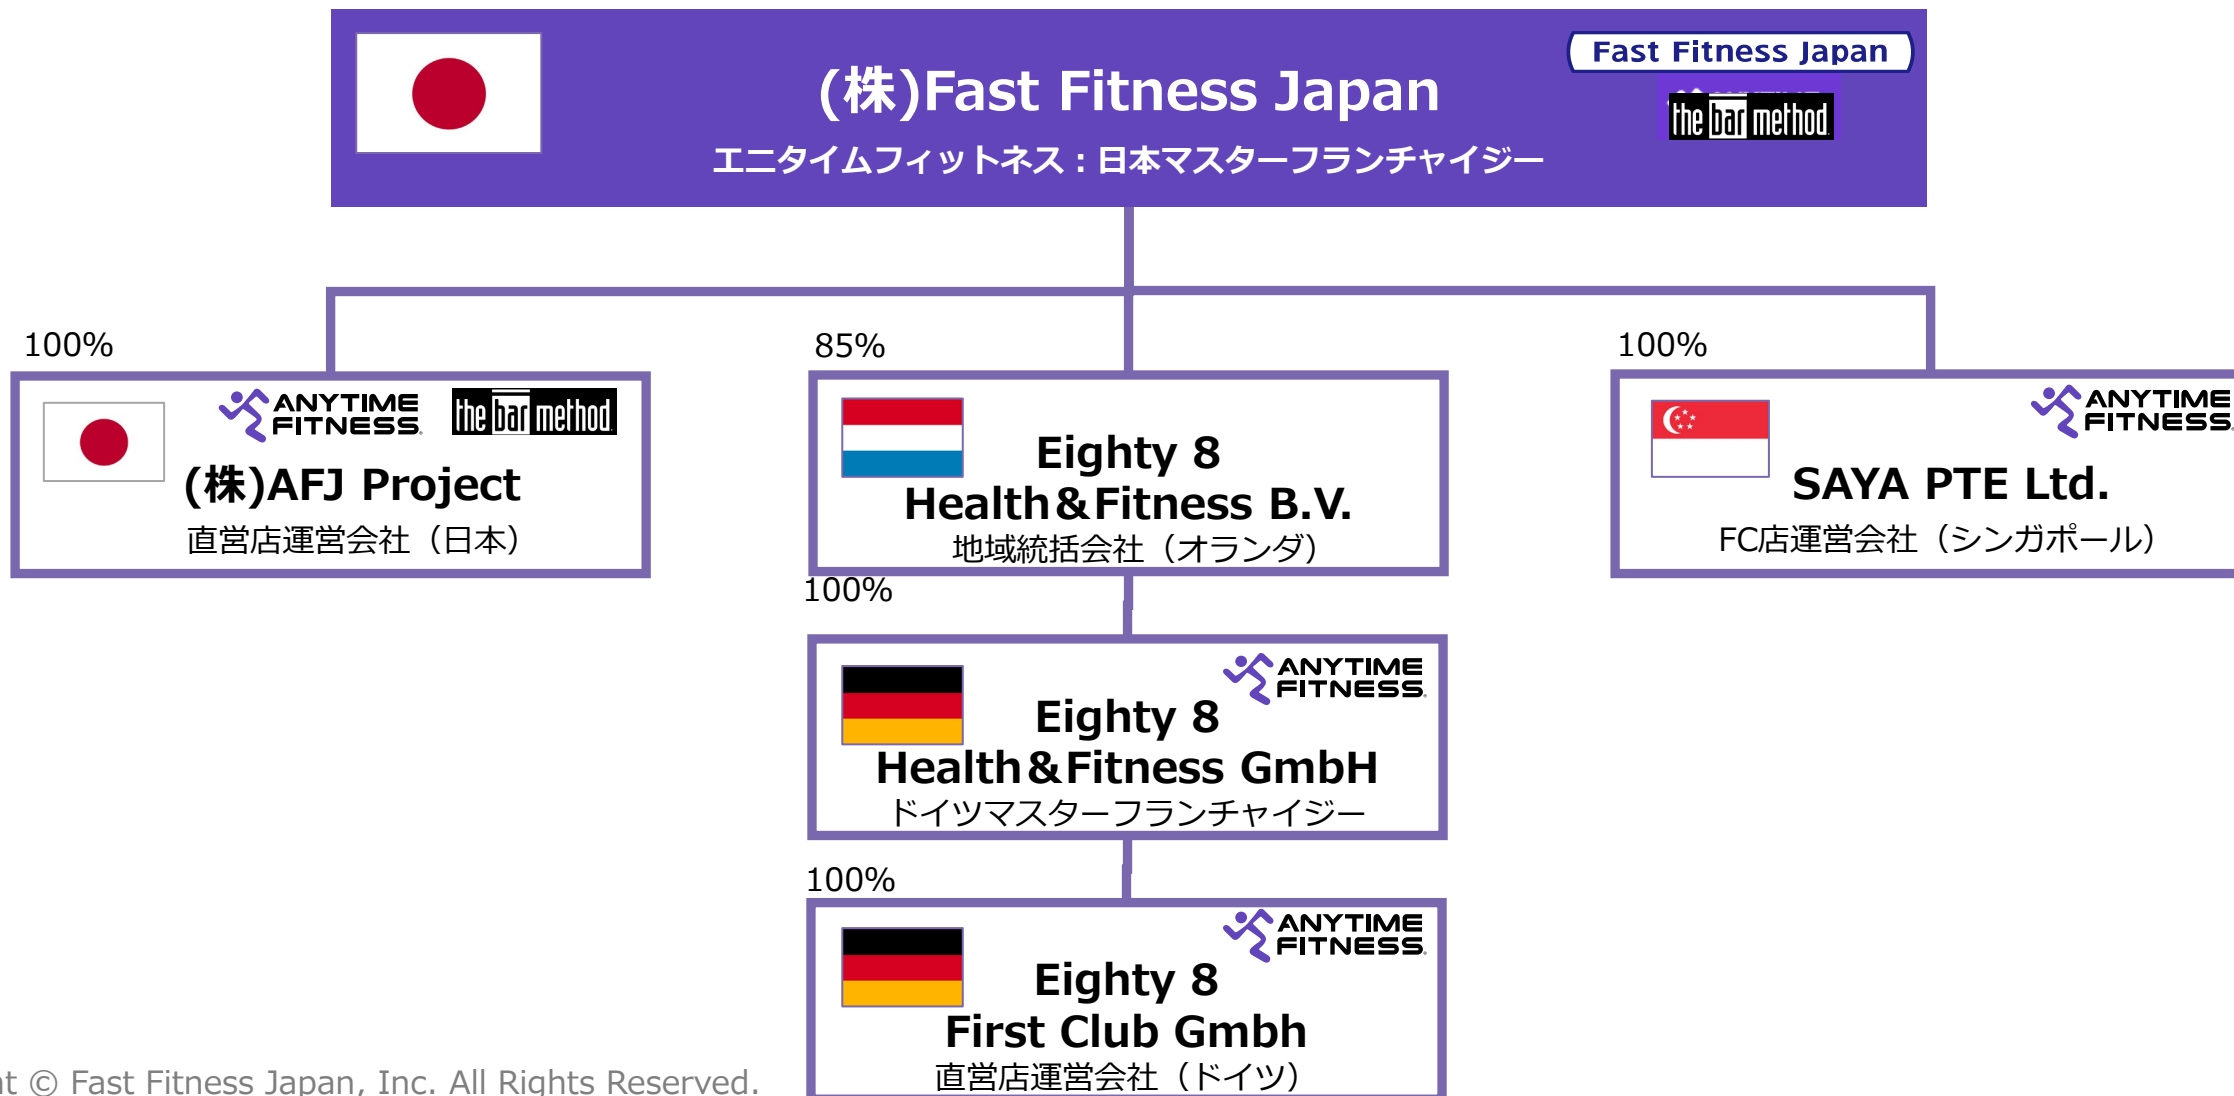 Fast Fitness Japan
(株)Fast Fitness Japan
the bar method
エニタイムフィットネス：日本マスターフランチャイジー
100%
85%
100%
ANYTIME
FITNESS.
the bar method
(株)AFJ Project
直営店運営会社（日本）
Eighty 8
Health＆Fitness B.V.
地域統括会社（オランダ）
ANYTIME
FITNESS.
SAYA PTE Ltd.
FC店運営会社（シンガポール）
100%
ANYTIME
FITNESS.
Eighty 8
Health＆Fitness GmbH
ドイツマスターフランチャイジー
100%
ANYTIME
FITNESS.
Eighty 8
First Club Gmbh
直営店運営会社（ドイツ）
© Fast Fitness Japan, Inc. All Rights Reserved.